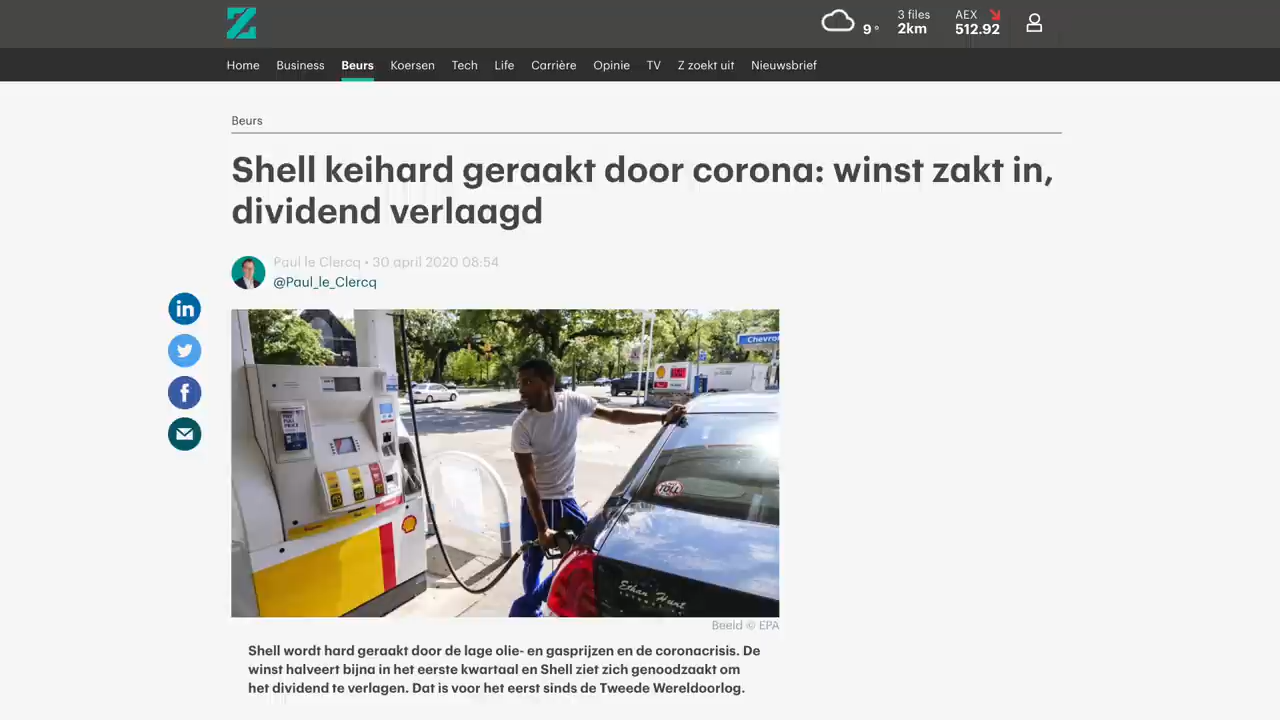 Z
9°
3 files
2km
AEX
512.92
Home Business Beurs Koersen Tech Life Carrière Opinie TV Z zoekt uit Nieuwsbrief
Beurs
Shell keihard geraakt door corona: winst zakt in,
dividend verlaagd
Paul le Clercq • 30 april 2020 08:54
@Paul_le_Clercq
in
f
Chevron
TOLL
Ethan Hunt
Beeld © EPA
Shell wordt hard geraakt door de lage olie- en gasprijzen en de coronacrisis. De
winst halveert bijna in het eerste kwartaal en Shell ziet zich genoodzaakt om
het dividend te verlagen. Dat is voor het eerst sinds de Tweede Wereldoorlog.